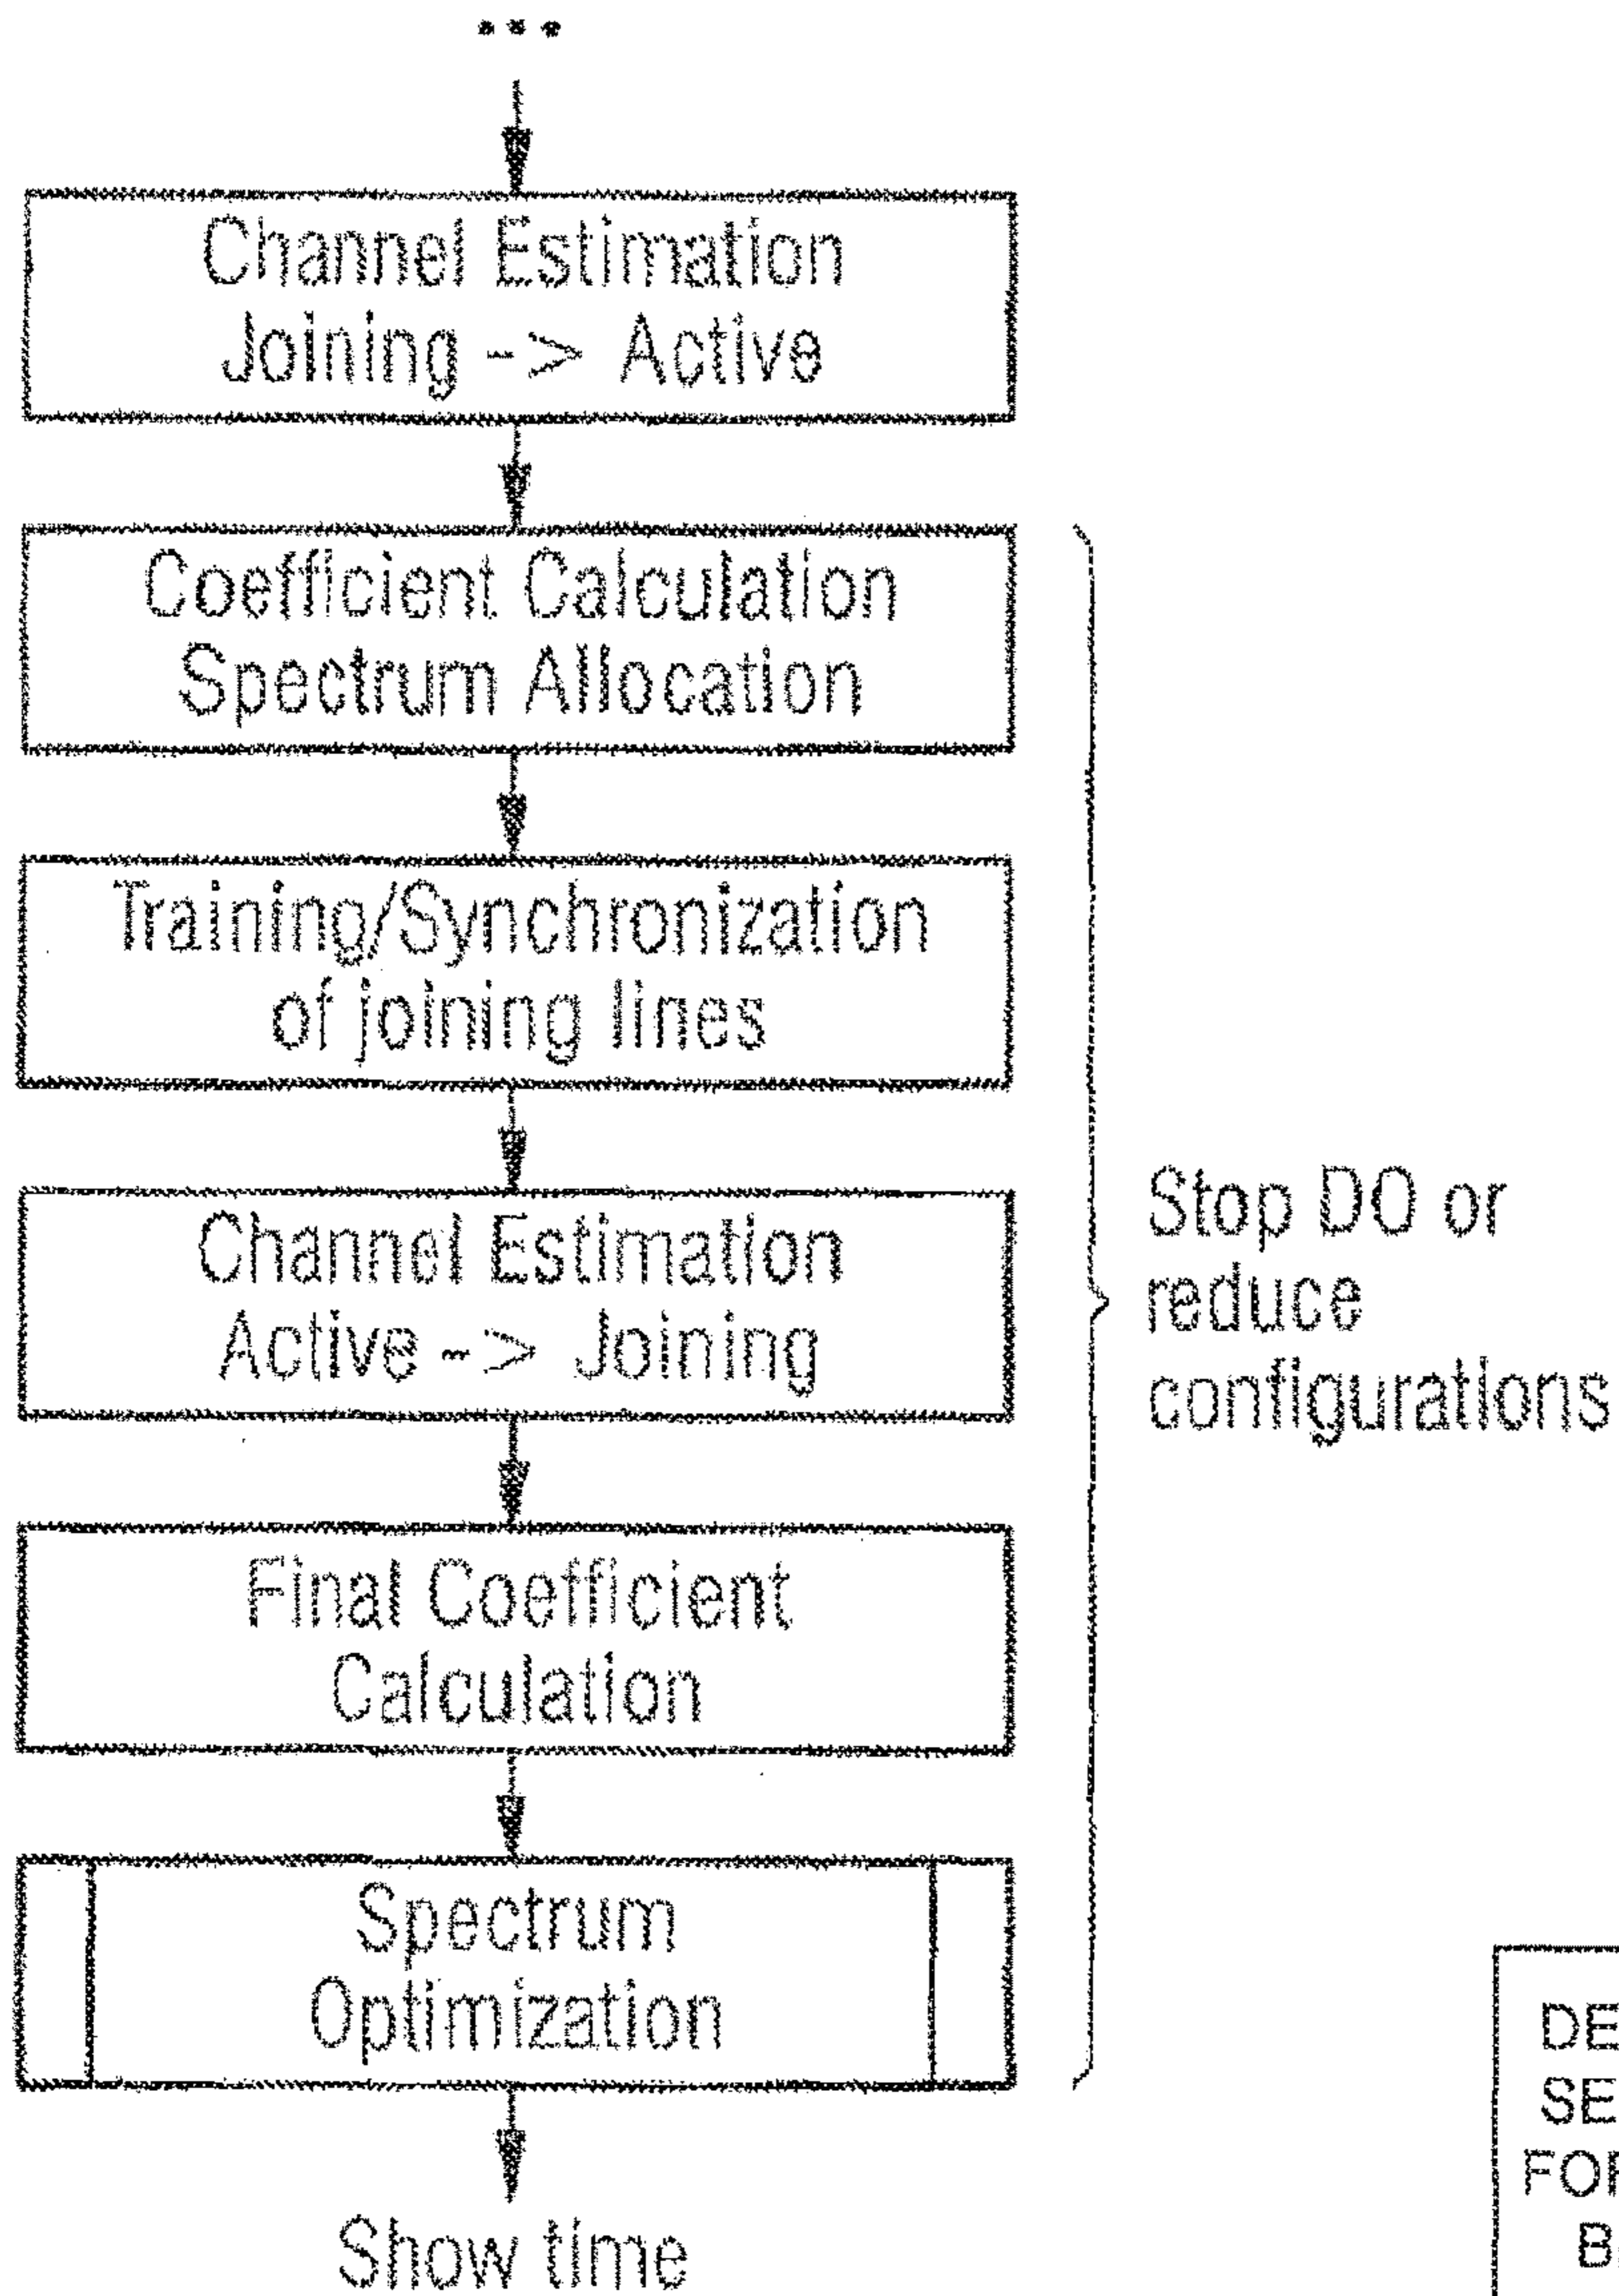 ...
Channel Estimation
Joining -> Active
Coefficient Calculation
Spectrum Allocation
Training/Synchronization
of joining lines
Channel Estimation
Active -> Joining
Final Coefficient
Calculation
Spectrum
Optimization
Show time
Stop DO or
reduce
configurations